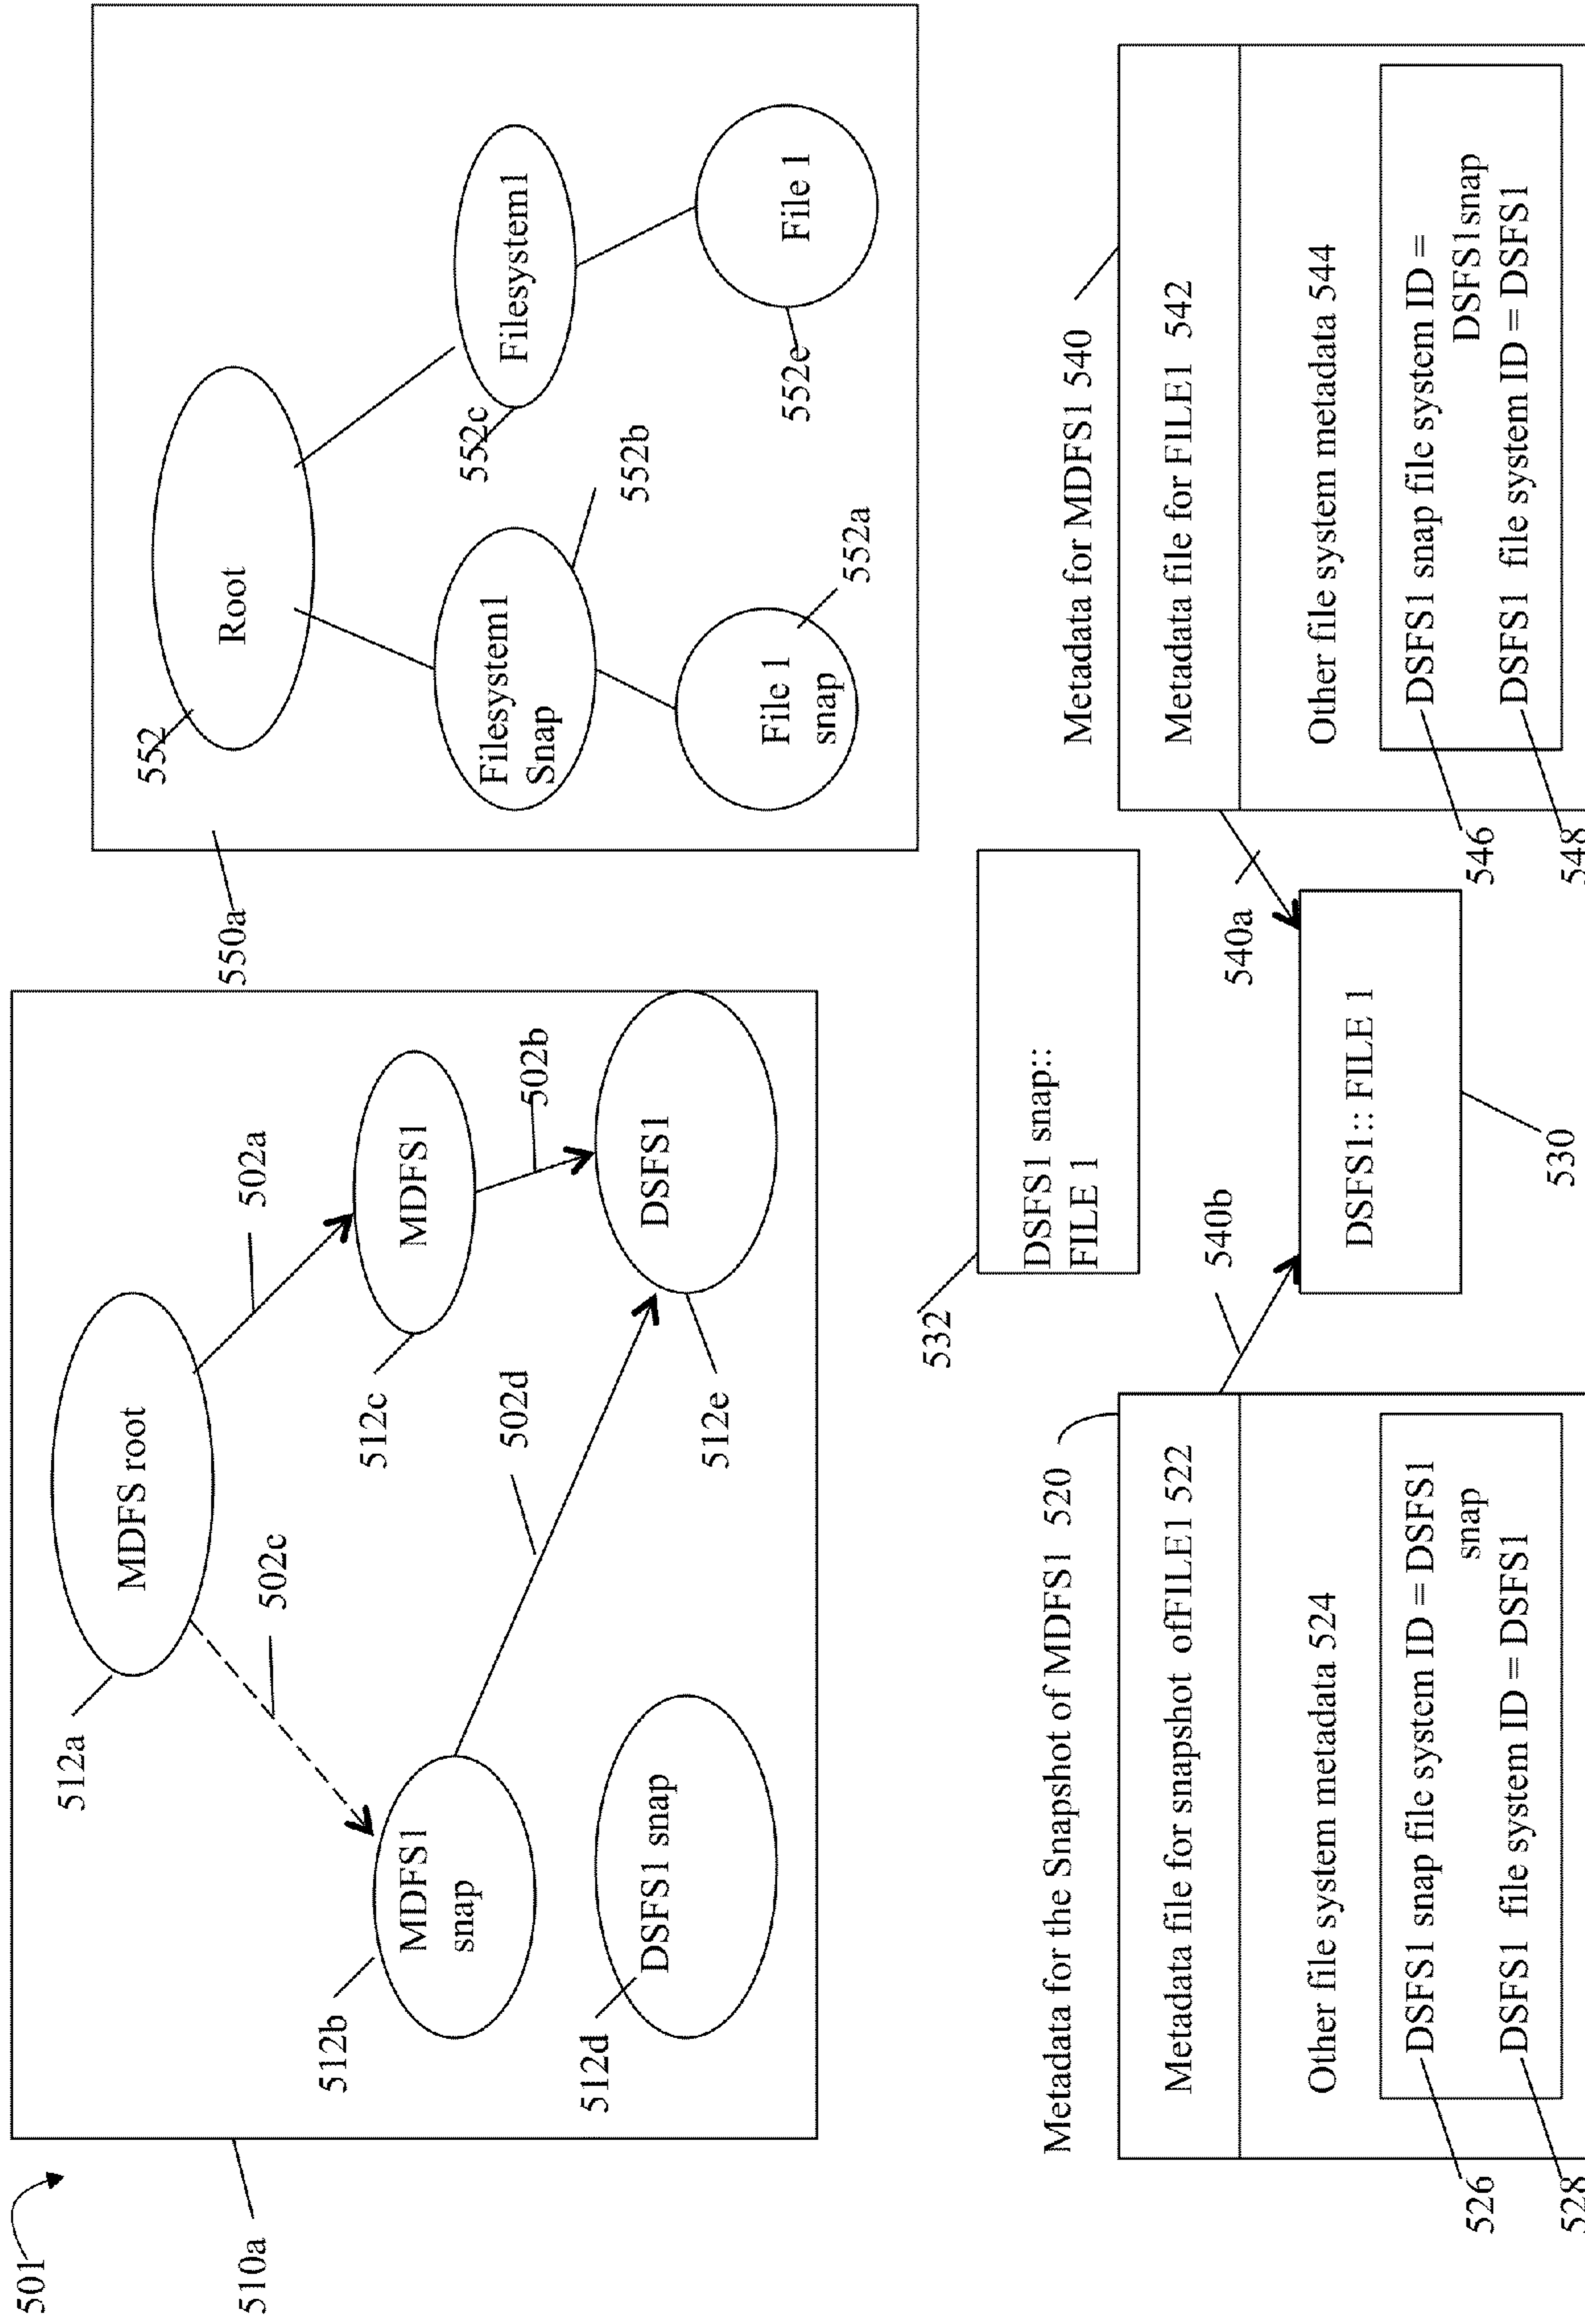 501
510a
512a
MDFS root
502a
502c
512b
MDFS1
snap
512c
MDFS1
502b
502d
512d
DSFS1 snap
512e
DSFS1
550a
552
Root
552c
Filesystem1
Filesystem1
Snap
552b
File 1
snap
552a
552e
File 1
532
DSFS1 snap::
FILE 1
Metadata for the Snapshot of MDFS1 520
Metadata file for snapshot ofFILE1 522
Other file system metadata 524
526
DSFS1 snap file system ID = DSFS1
snap
528
DSFS1 file system ID = DSFS1
540b
540a
DSFS1:: FILE 1
530
Metadata for MDFS1 540
Metadata file for FILE1 542
Other file system metadata 544
546
DSFS1 snap file system ID =
DSFS1snap
548
DSFS1 file system ID = DSFS1